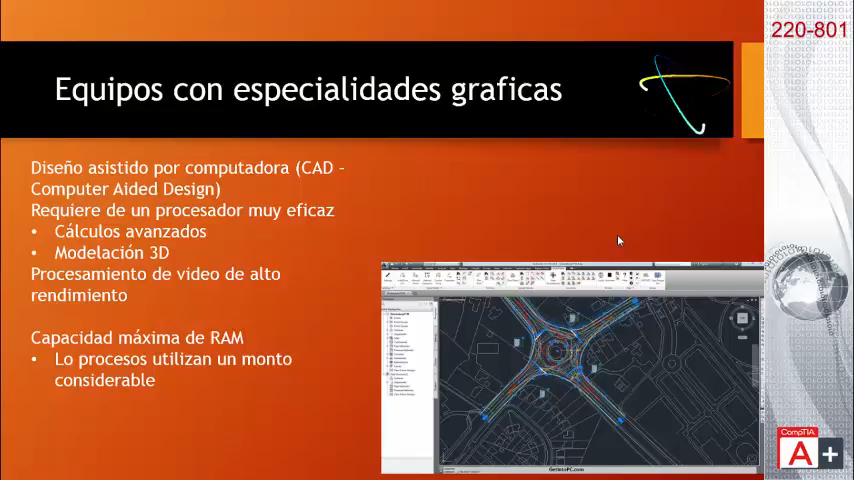 220-801
Equipos con especialidades graficas
Diseño asistido por computadora (CAD –
Computer Aided Design)
Requiere de un procesador muy eficaz
• Cálculos avanzados
• Modelación 3D
Procesamiento de video de alto
rendimiento
Capacidad máxima de RAM
• Lo procesos utilizan un monto
considerable
GetintoPC.com
CompTIA
A+